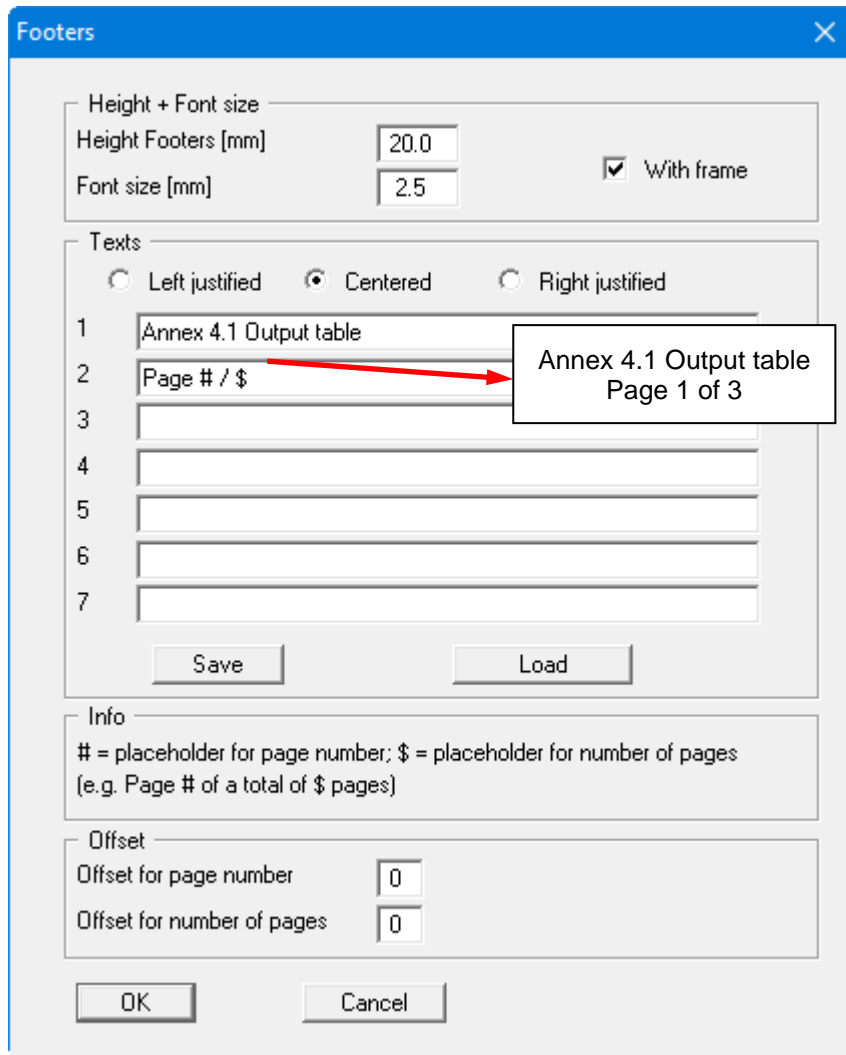 Footers
Height + Font size
Height Footers [mm]
20.0
With frame
Font size [mm]
2.5
Texts
Left justified
Centered
Right justified
1
Annex 4.1 Output table
2
Page # / $
Annex 4.1 Output table
Page 1 of 3
3
4
5
6
7
Save
Load
Info
# = placeholder for page number; $ = placeholder for number of pages
(e.g. Page # of a total of $ pages)
Offset
Offset for page number
0
Offset for number of pages
0
OK
Cancel